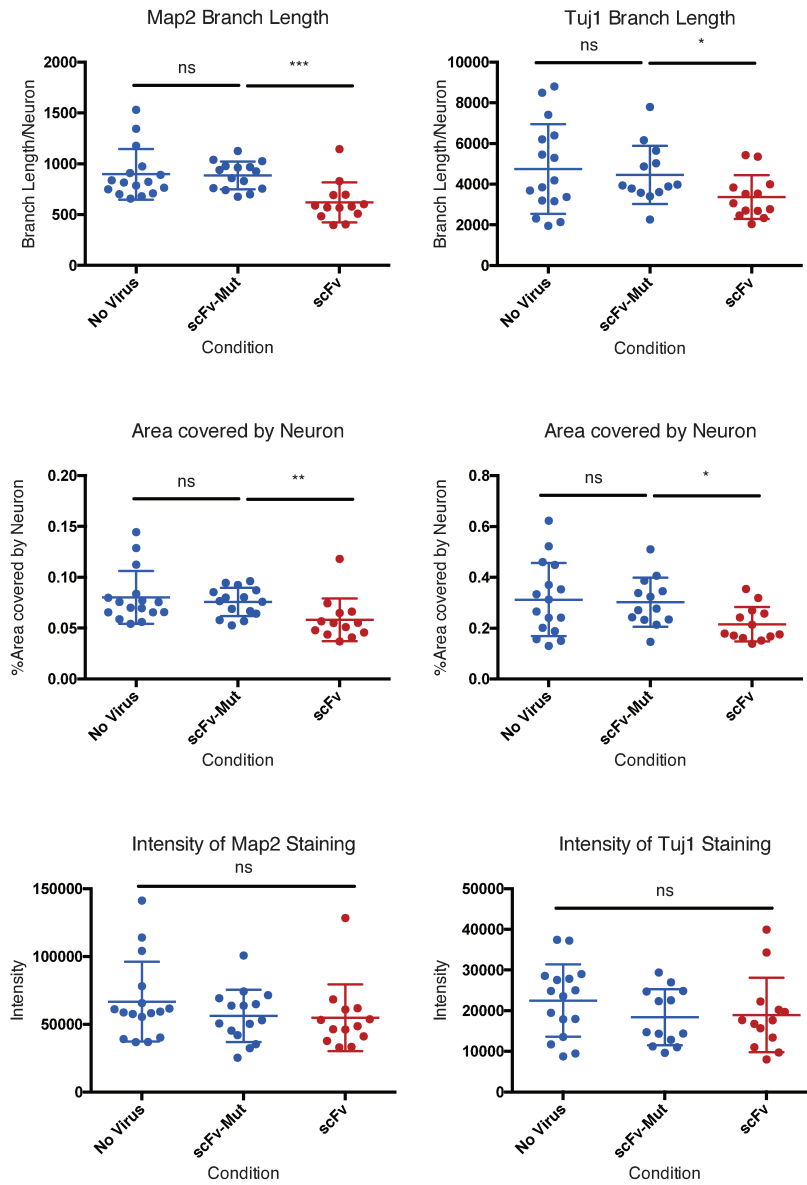 Map2 Branch Length
Branch Length/Neuron
2000
1500
1000
500
0
ns
***
No Virus
scFv-Mut
scFv
Condition
Tuj1 Branch Length
Branch Length/Neuron
10000
8000
6000
4000
2000
0
ns
*
No Virus
scFv-Mut
scFv
Condition
Area covered by Neuron
%Area covered by Neuron
0.20
0.15
0.10
0.05
0.00
ns
**
No Virus
scFv-Mut
scFv
Condition
Area covered by Neuron
%Area covered by Neuron
0.8
0.6
0.4
0.2
0.0
ns
*
No Virus
scFv-Mut
scFv
Condition
Intensity of Map2 Staining
Intensity
150000
100000
50000
0
ns
No Virus
scFv-Mut
scFv
Condition
Intensity of Tuj1 Staining
Intensity
50000
40000
30000
20000
10000
0
ns
No Virus
scFv-Mut
scFv
Condition